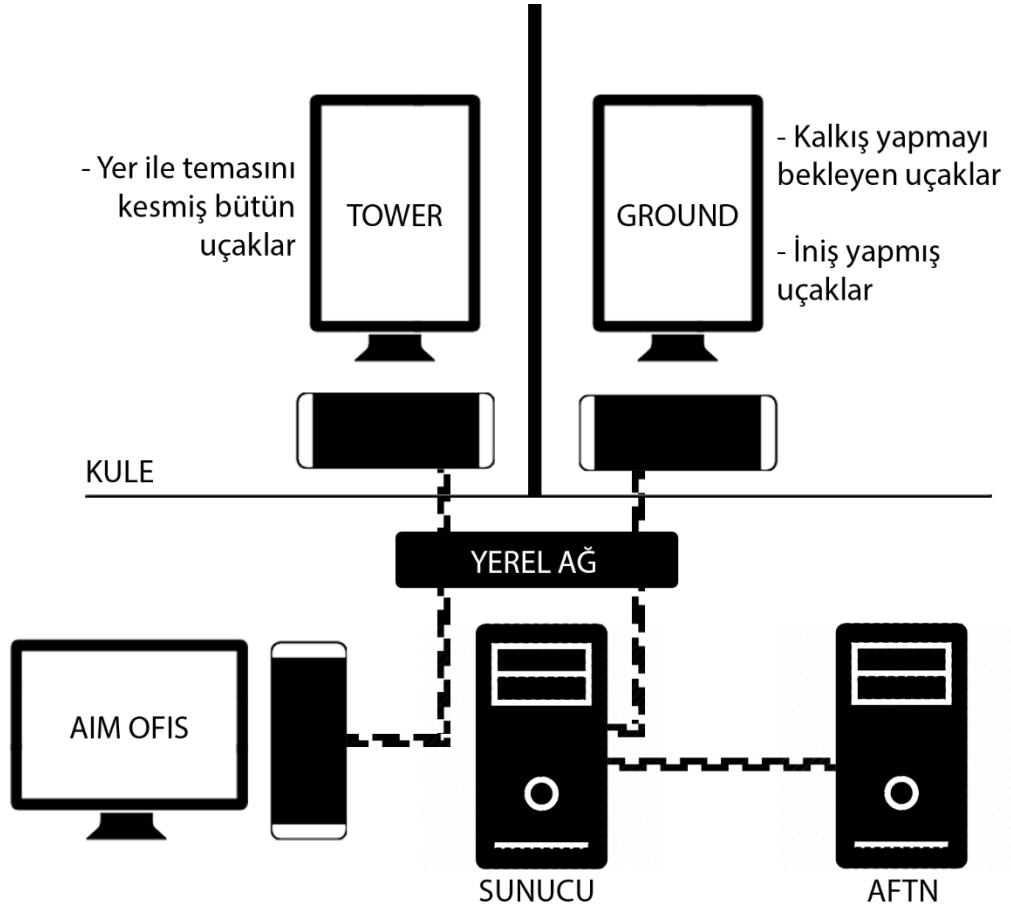 - Yer ile temasını
kesmiş bütün
uçaklar
TOWER
GROUND
- Kalkış yapmayı
bekleyen uçaklar
- İniş yapmış
uçaklar
KULE
YEREL AĞ
AIM OFIS
SUNUCU
AFTN